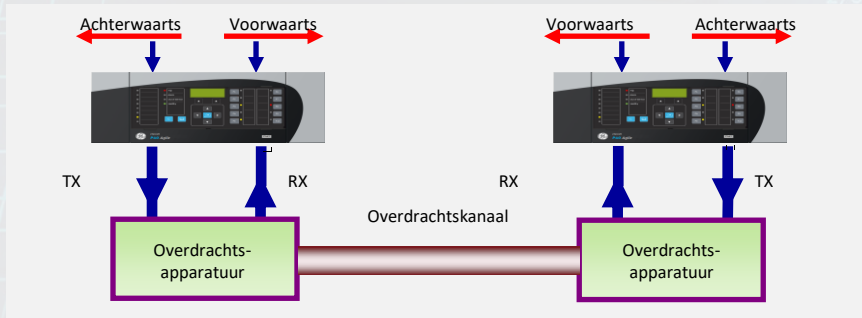 Achterwaarts Voorwaarts Voorwaarts Achterwaarts
TX RX RX TX
Overdrachtskanaal
Overdrachts-
apparatuur
Overdrachts-
apparatuur